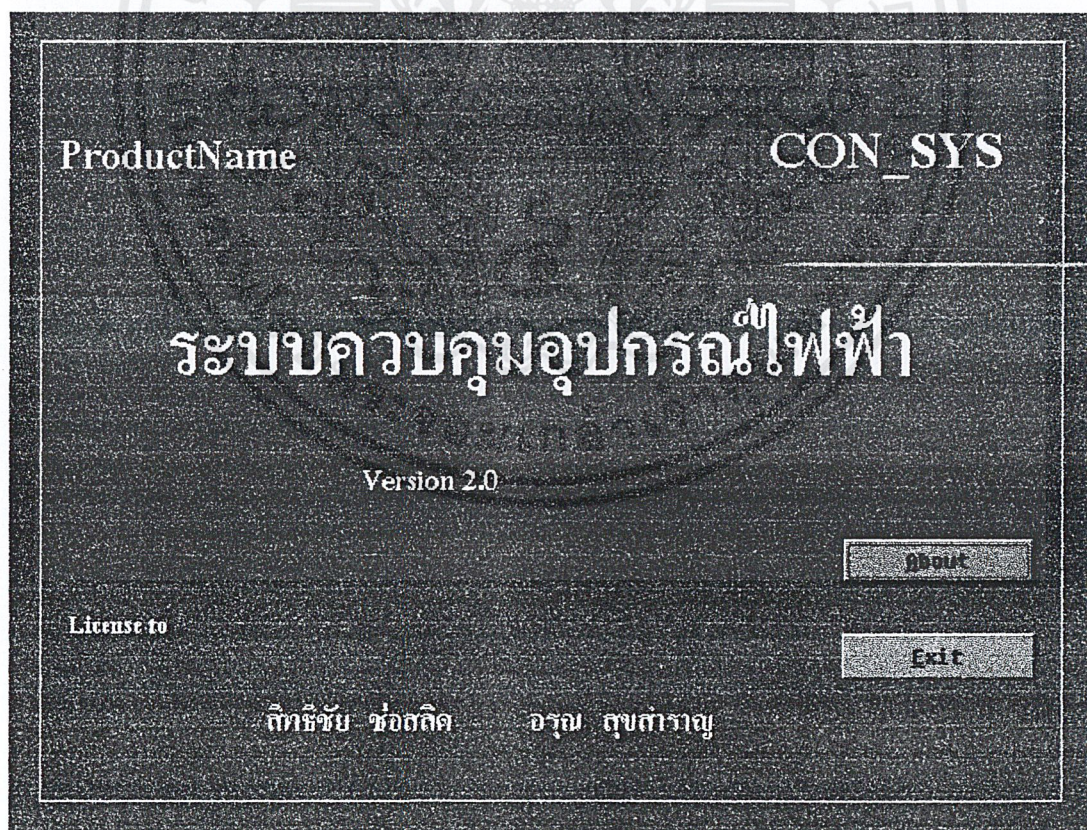 ProductName CON_SYS
ระบบควบคุมอุปกรณ์ไฟฟ้า
Version 2.0
About
License to
Exit
สิทธิชัย ช่อสลิด อรุณ สุขสำราญ